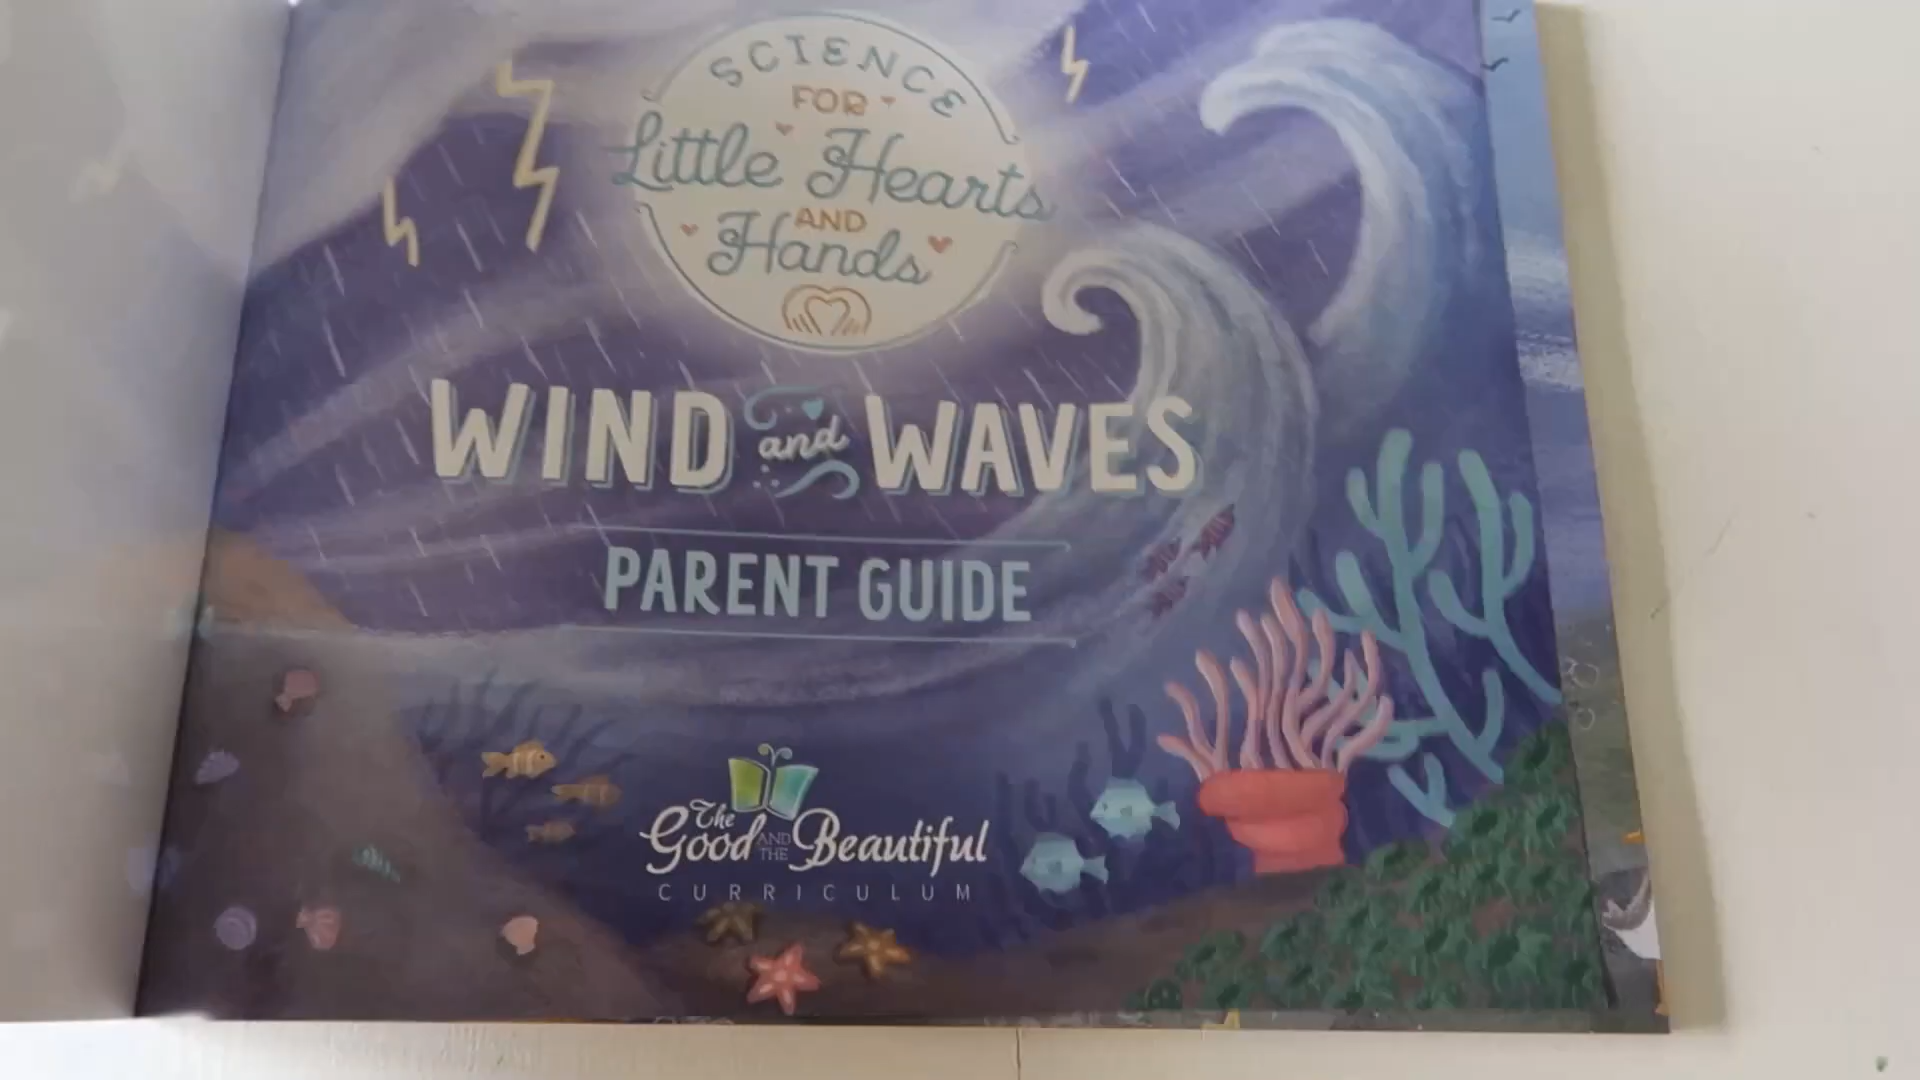 SCIENCE
FOR
Little Hearts
AND
Hands
WIND and WAVES
PARENT GUIDE
The
Good AND THE Beautiful
CURRICULUM